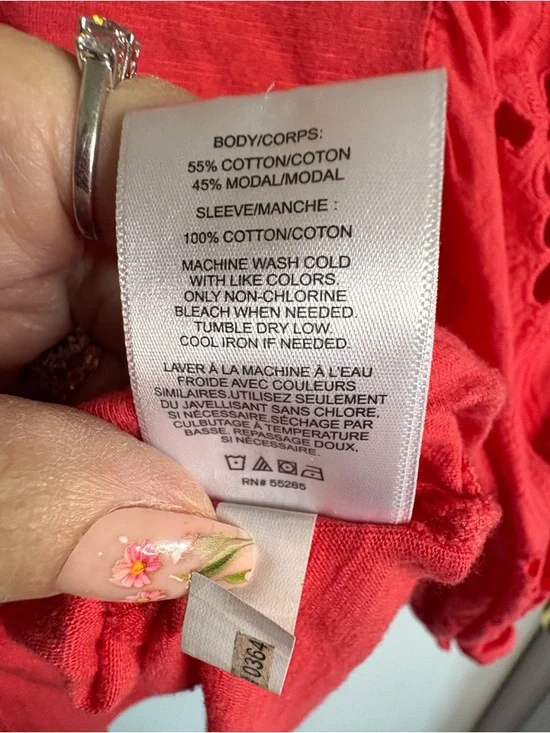 BODY/CORPS:
55% COTTON/COTON
45% MODAL/MODAL
SLEEVE/MANCHE :
100% COTTON/COTON
MACHINE WASH COLD
WITH LIKE COLORS,
ONLY NON-CHLORINE
BLEACH WHEN NEEDED.
TUMBLE DRY LOW.
COOL IRON IF NEEDED.
LAVER À LA MACHINE À L'EAU
FROIDE AVEC COULEURS
SIMILAIRES.UTILISEZ SEULEMENT
DU JAVELLISANT SANS CHLORE,
SI NÉCESSAIRE.SÉCHAGE PAR
CULBUTAGE À TEMPÉRATURE
BASSE. REPASSAGE DOUX,
SI NÉCESSAIRE.
RN# 55285
0364